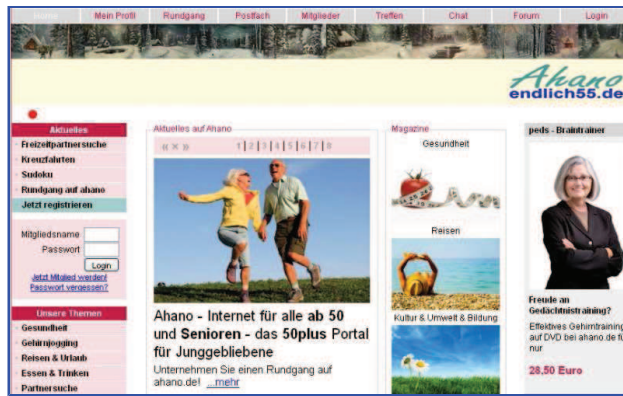 Home Mein Profil Rundgang Postfach Mitglieder Treffen Chat Forum Login
Ahano
endlich55.de
Aktuelles
Freizeitpartnersuche
Kreuzfahrten
Sudoku
Rundgang auf ahano
Jetzt registrieren
Mitgliedsname
Passwort
Login
Jetzt Mitglied werden!
Passwort vergessen?
Unsere Themen
Gesundheit
Gehirnjogging
Reisen & Urlaub
Essen & Trinken
Partnersuche
Aktuelles auf Ahano
« × » 1 | 2 | 3 | 4 | 5 | 6 | 7 | 8
Ahano - Internet für alle ab 50
und Senioren - das 50plus Portal
für Junggebliebene
Unternehmen Sie einen Rundgang auf
ahano.de! ...mehr
Magazine
Gesundheit
Reisen
Kultur & Umwelt & Bildung
peds - Braintrainer
Freude an
Gedächtnistraining?
Effektives Gehirntraining
auf DVD bei ahano.de fü
nur
28,50 Euro